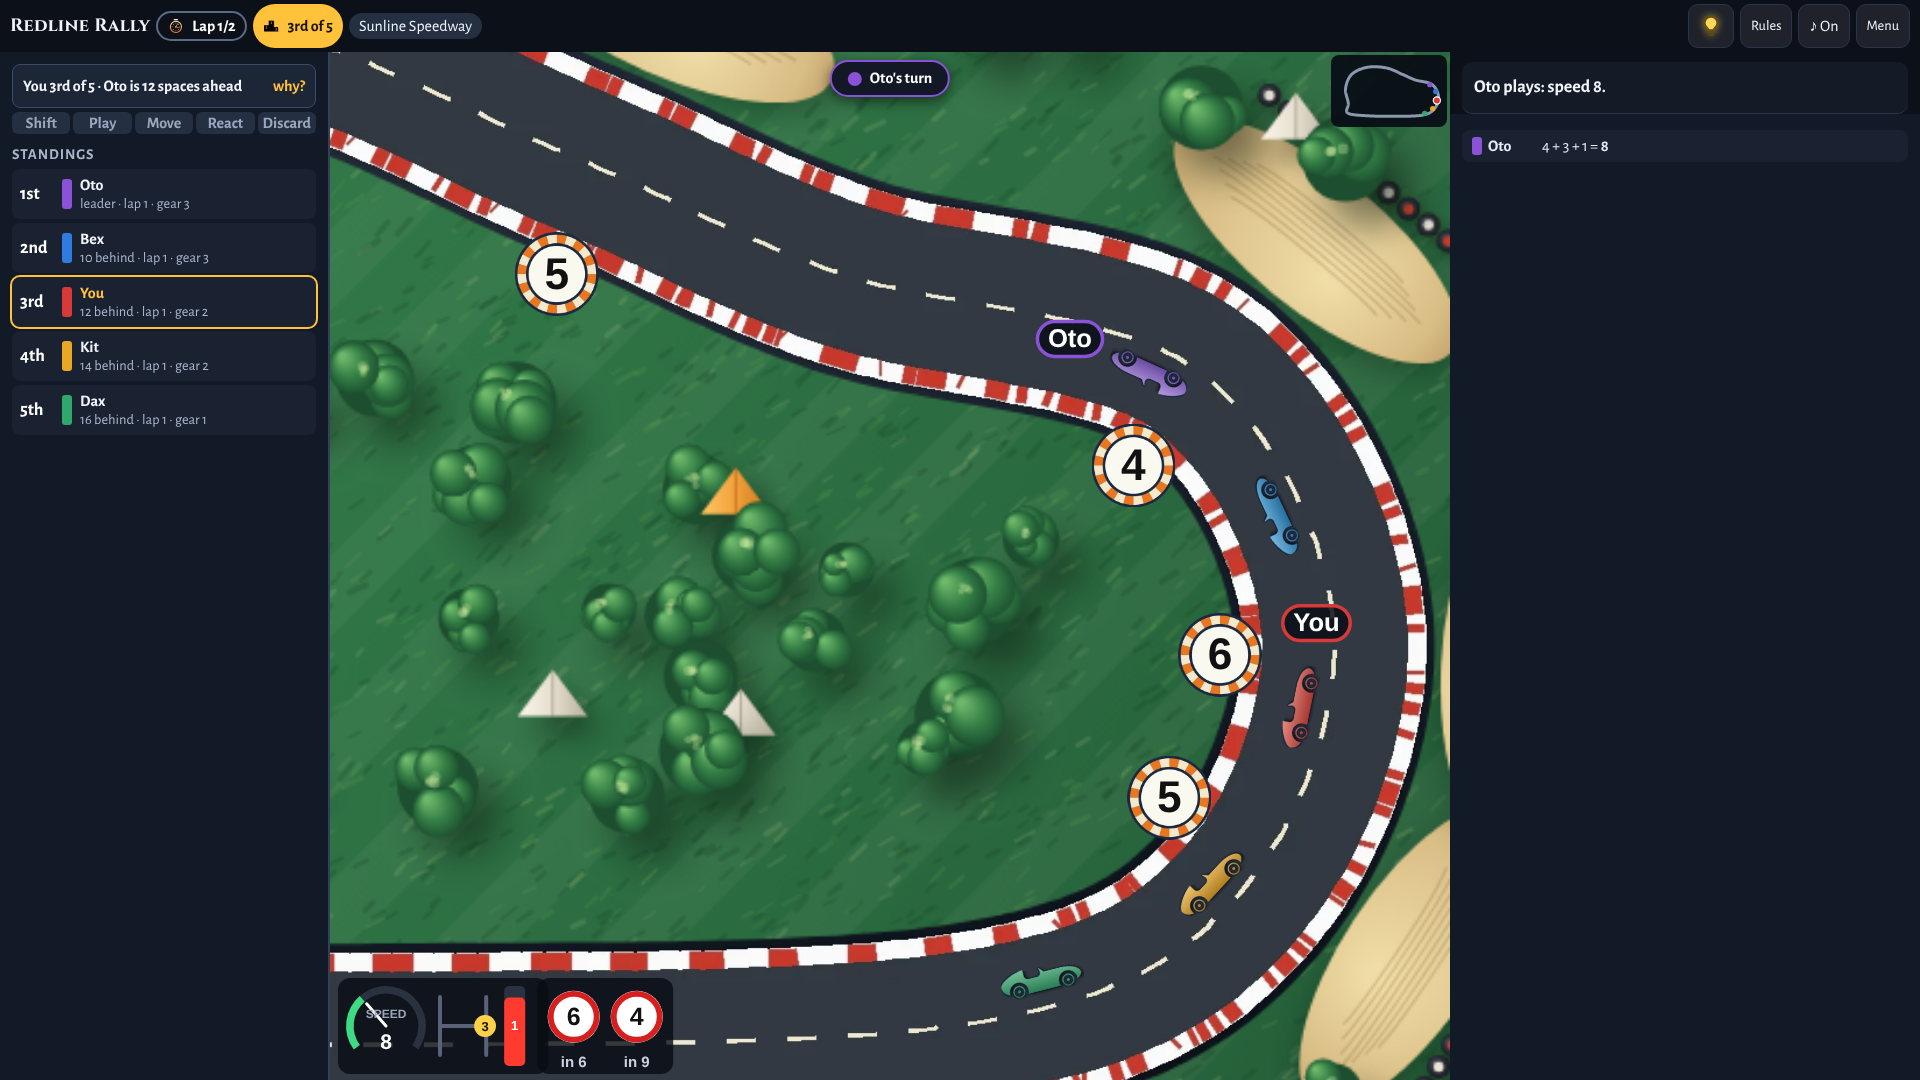 REDLINE RALLY
Lap 1/2
3rd of 5
Sunline Speedway
Rules
♪ On
Menu
You 3rd of 5 · Oto is 12 spaces ahead
why?
Shift
Play
Move
React
Discard
STANDINGS
1st
Oto
leader · lap 1 · gear 3
2nd
Bex
10 behind · lap 1 · gear 3
3rd
You
12 behind · lap 1 · gear 2
4th
Kit
14 behind · lap 1 · gear 2
5th
Dax
16 behind · lap 1 · gear 1
Oto's turn
5
Oto
4
You
6
5
SPEED
8
3
1
6
in 6
4
in 9
Oto plays: speed 8.
Oto
4 + 3 + 1 = 8